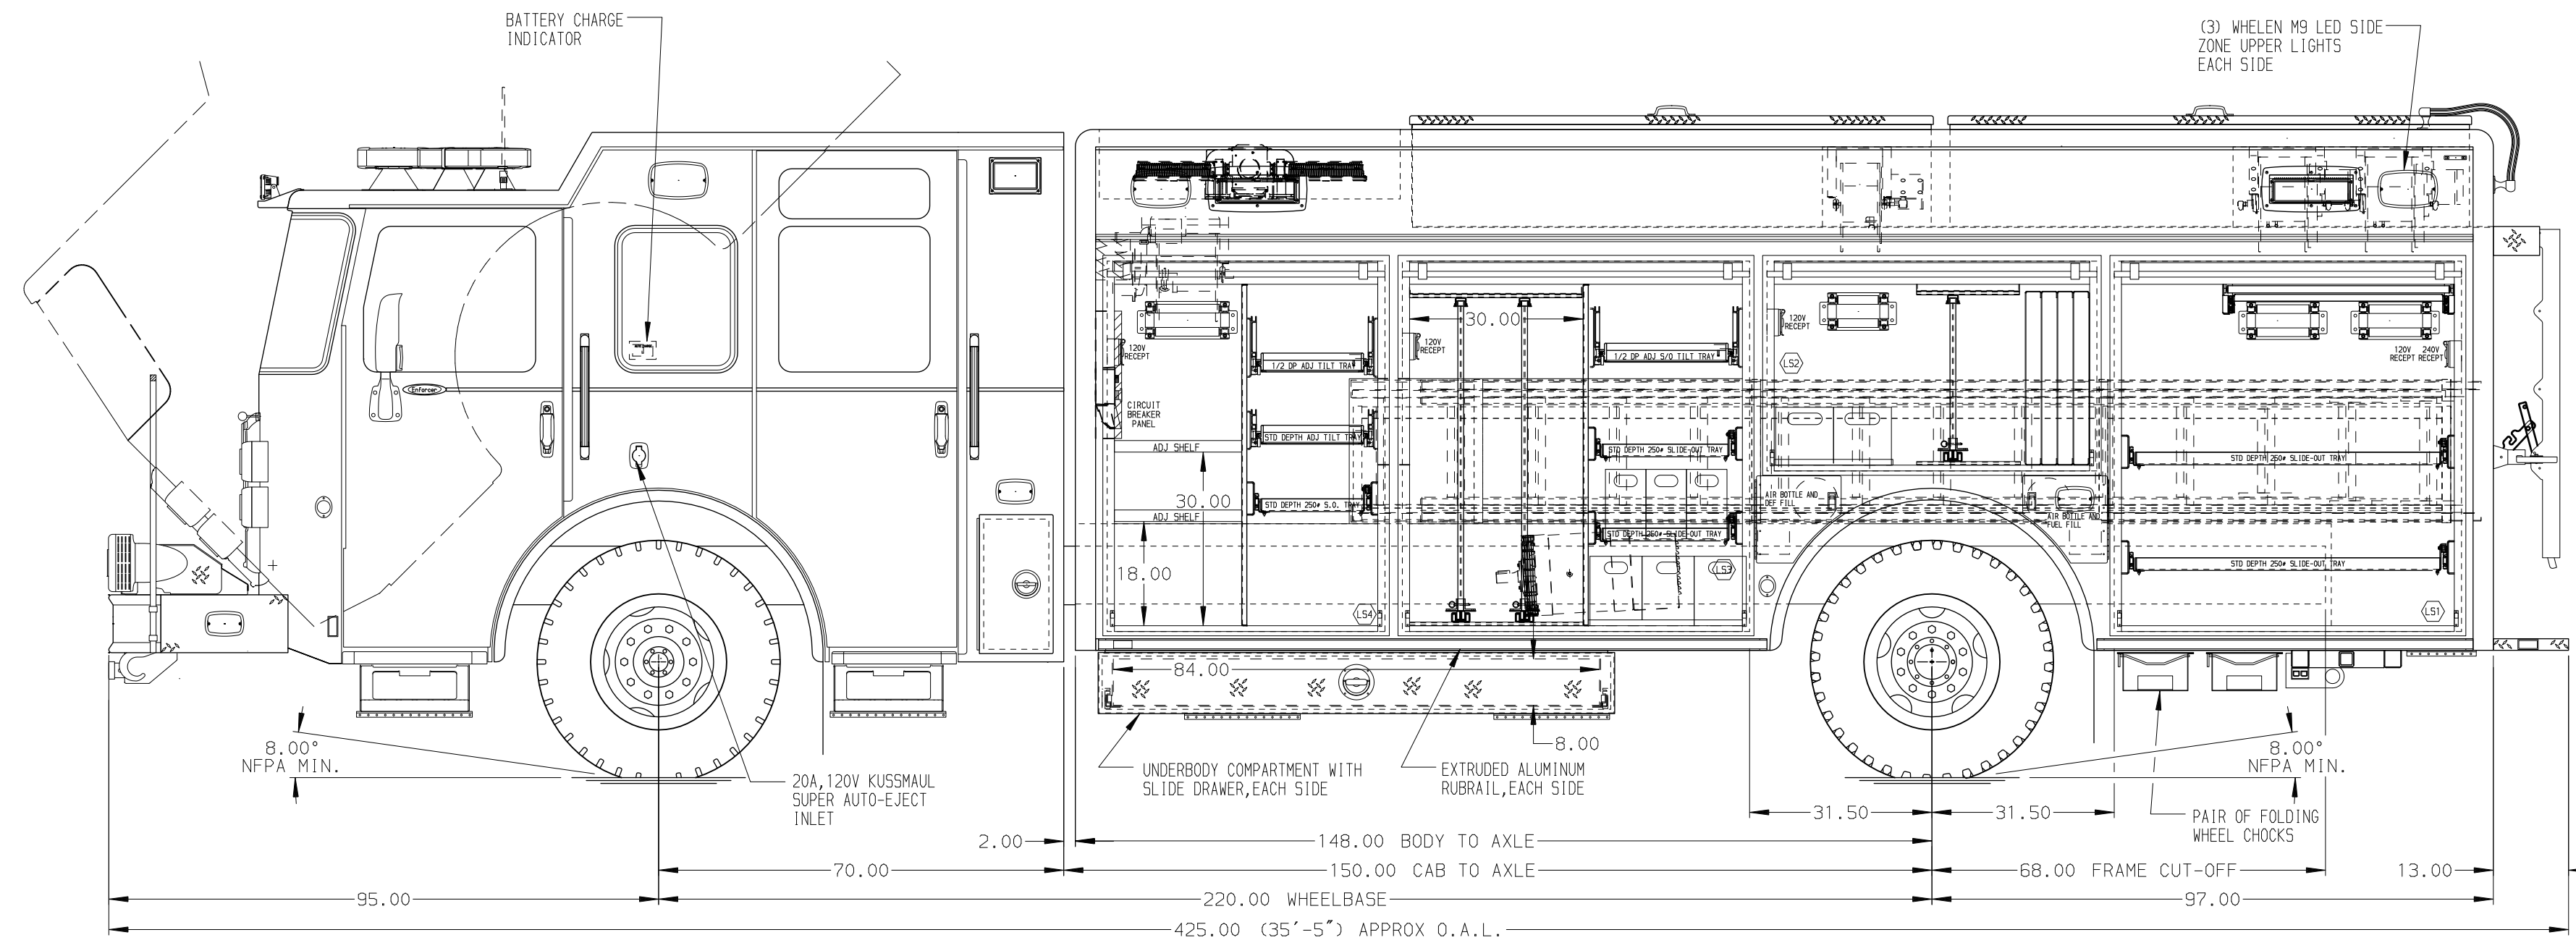 BATTERY CHARGE
INDICATOR
(3) WHELEN M9 LED SIDE
ZONE UPPER LIGHTS
EACH SIDE
30.00
120V
RECEPT
120V
RECEPT
120V
RECEPT
120V 240V
RECEPT RECEPT
1/2 DP ADJ TILT TRAY
1/2 DP ADJ S/O TILT TRAY
LS2
Enforcer
CIRCUIT
BREAKER
PANEL
STD DEPTH ADJ TILT TRAY
ADJ SHELF
STD DEPTH 250# SLIDE-OUT TRAY
STD DEPTH 250# SLIDE-OUT TRAY
30.00
STD DEPTH 250# S.O. TRAY
AIR BOTTLE AND
DEF FILL
ADJ SHELF
AIR BOTTLE AND
FUEL FILL
STD DEPTH 250# SLIDE-OUT TRAY
STD DEPTH 250# SLIDE-OUT TRAY
18.00
LS3
LS4
LS1
84.00
8.00°
NFPA MIN.
8.00
8.00°
NFPA MIN.
20A,120V KUSSMAUL
SUPER AUTO-EJECT
INLET
UNDERBODY COMPARTMENT WITH
SLIDE DRAWER,EACH SIDE
EXTRUDED ALUMINUM
RUBRAIL,EACH SIDE
31.50
31.50
PAIR OF FOLDING
WHEEL CHOCKS
2.00
148.00 BODY TO AXLE
70.00
150.00 CAB TO AXLE
68.00 FRAME CUT-OFF
13.00
95.00
220.00 WHEELBASE
97.00
425.00 (35'-5") APPROX O.A.L.